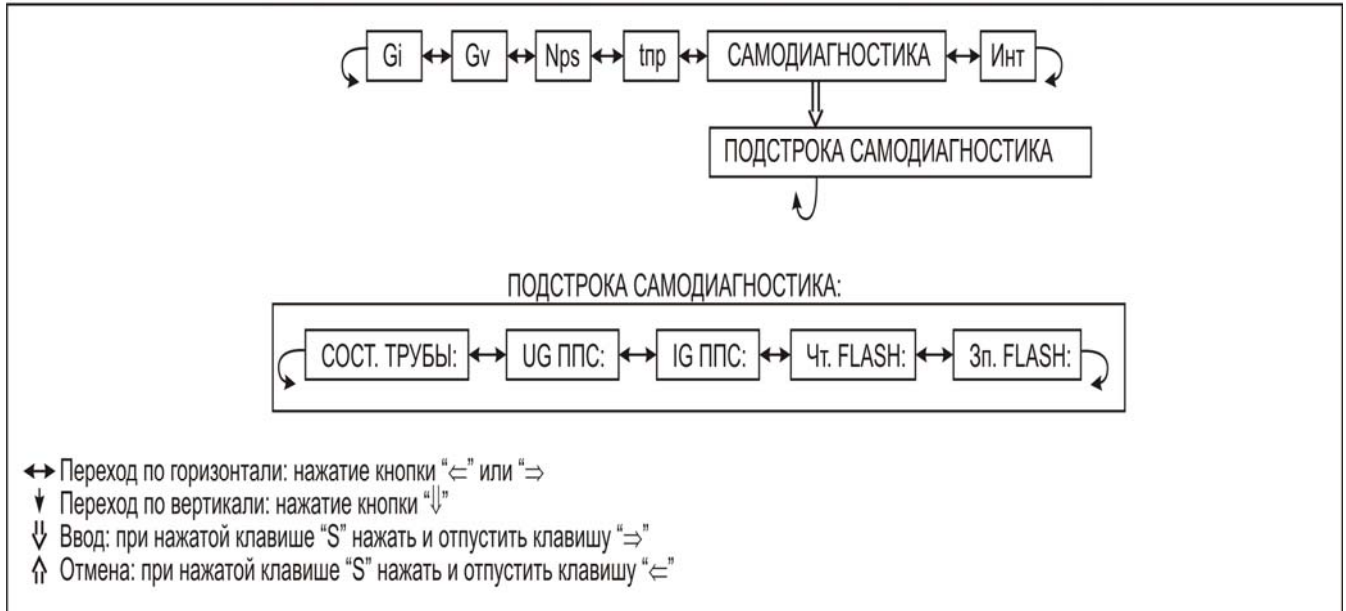 Gi Gv Nps tпр САМОДИАГНОСТИКА Инт
ПОДСТРОКА САМОДИАГНОСТИКА
ПОДСТРОКА САМОДИАГНОСТИКА:
СОСТ. ТРУБЫ: UG ППС: IG ППС: Чт. FLASH: Зп. FLASH:
↔ Переход по горизонтали: нажатие кнопки “⇐” или “⇒
▼ Переход по вертикали: нажатие кнопки “⇓”
⇓ Ввод: при нажатой клавише “S” нажать и отпустить клавишу “⇒”
⇑ Отмена: при нажатой клавише “S” нажать и отпустить клавишу “⇐”